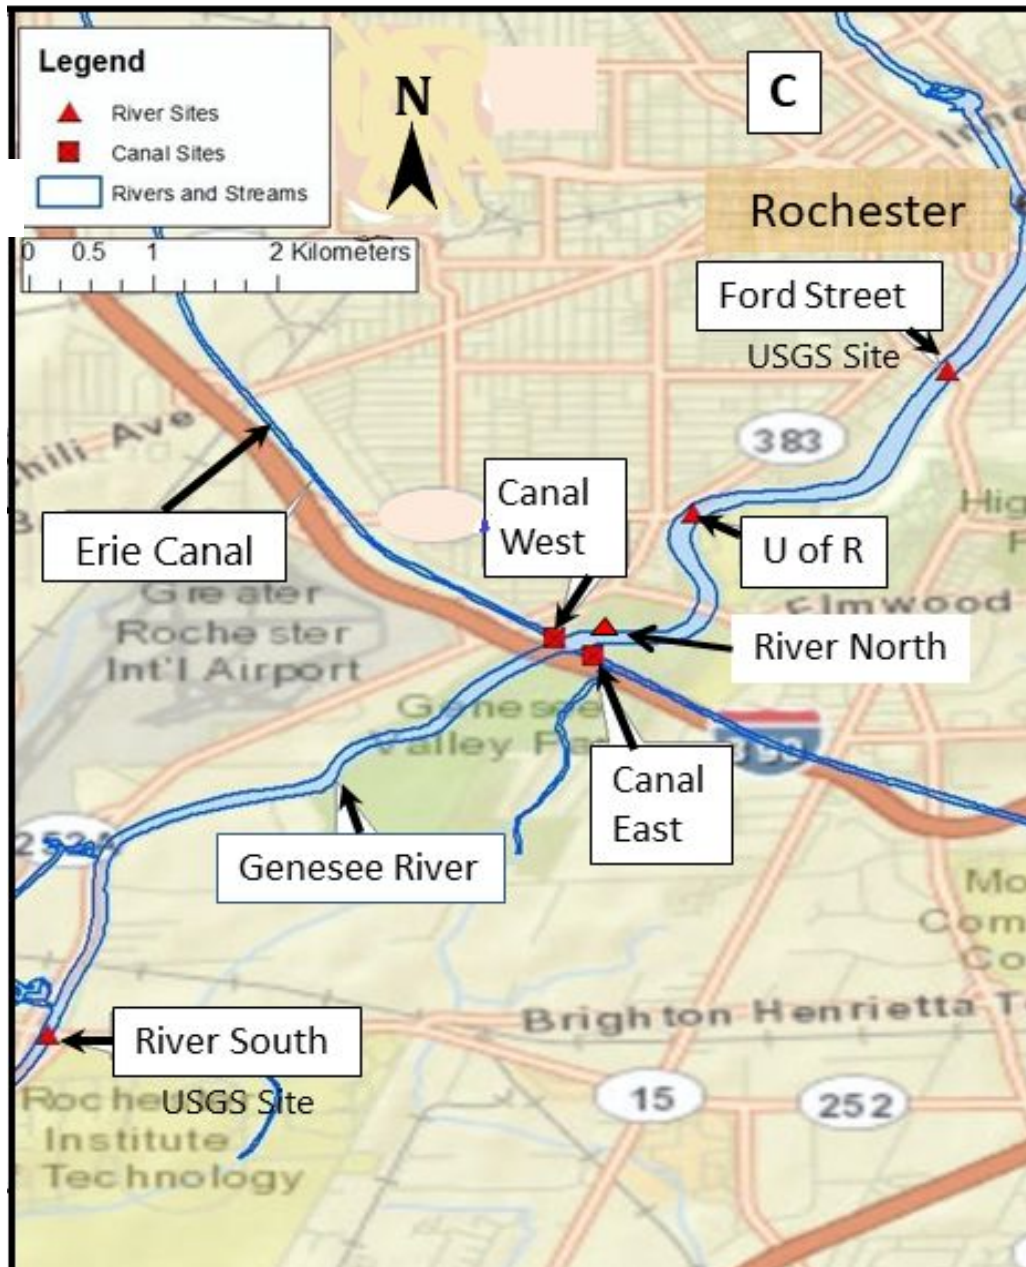 Legend
River Sites
Canal Sites
Rivers and Streams
N
C
0 0.5 1 2 Kilometers
Rochester
Ford Street
USGS Site
383
Canal
West
Erie Canal
U of R
Greater
Rochester
Int'l Airport
Elmwood
River North
Genesee
Canal
East
Genesee River
Brighton Henrietta T
River South
USGS Site
15
252
Institute
Technology